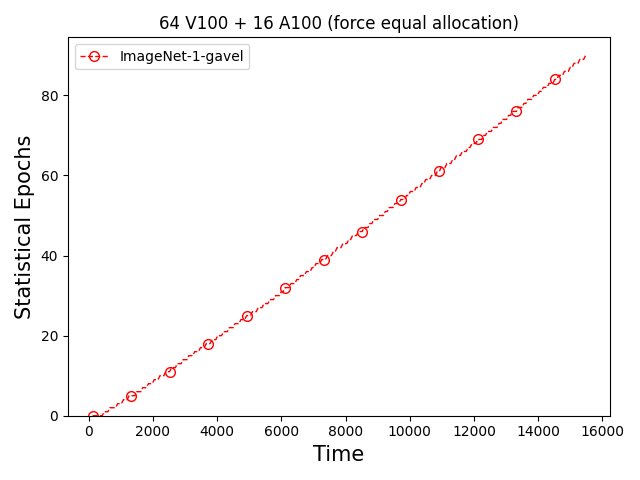 64 V100 + 16 A100 (force equal allocation)
ImageNet-1-gavel
Statistical Epochs
80
60
40
20
0
0 2000 4000 6000 8000 10000 12000 14000 16000
Time